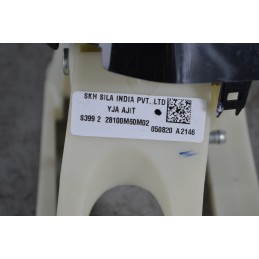 SKH SILA INDIA PVT. LTD
YJA AJIT
S399 2 28100M60M02
050820 A2146